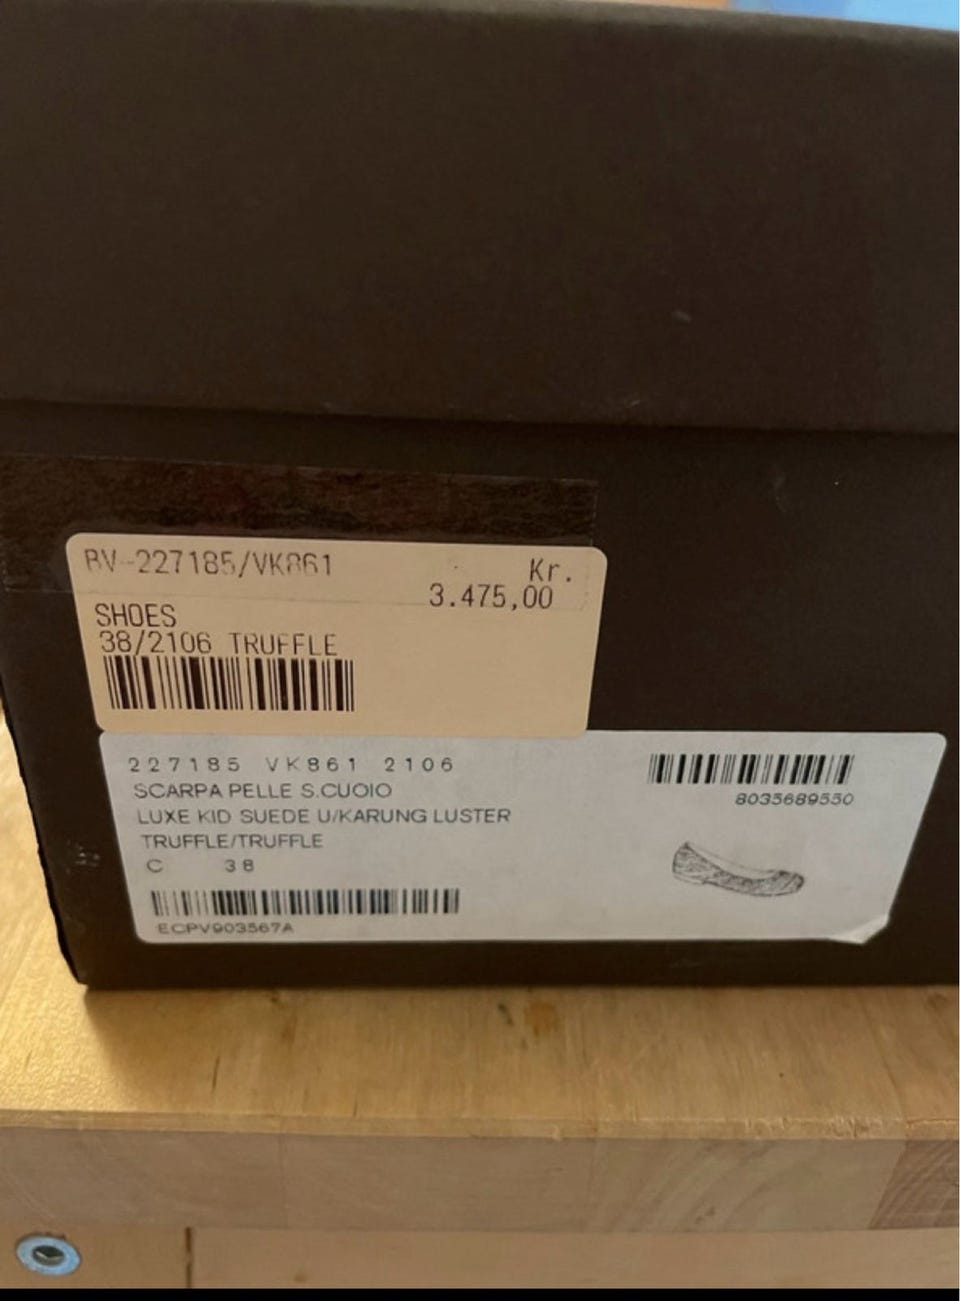 BV-227185/VK861
Kr.
3.475,00
SHOES
38/2106 TRUFFLE
227185 VK861 2106
SCARPA PELLE S.CUOIO
LUXE KID SUEDE U/KARUNG LUSTER
TRUFFLE/TRUFFLE
C 38
ECPV903567A
8035689550